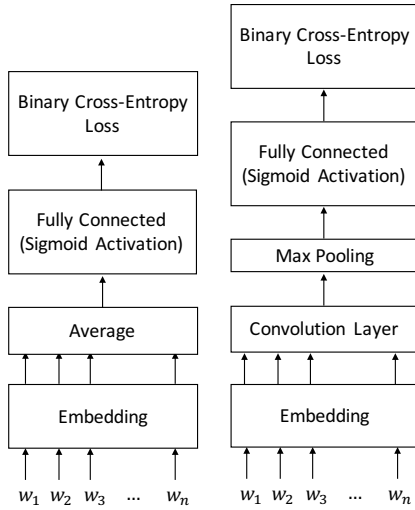 Binary Cross-Entropy
Loss
Fully Connected
(Sigmoid Activation)
Average
Embedding
w₁ w₂ w₃ ... wₙ
Binary Cross-Entropy
Loss
Fully Connected
(Sigmoid Activation)
Max Pooling
Convolution Layer
Embedding
w₁ w₂ w₃ ... wₙ